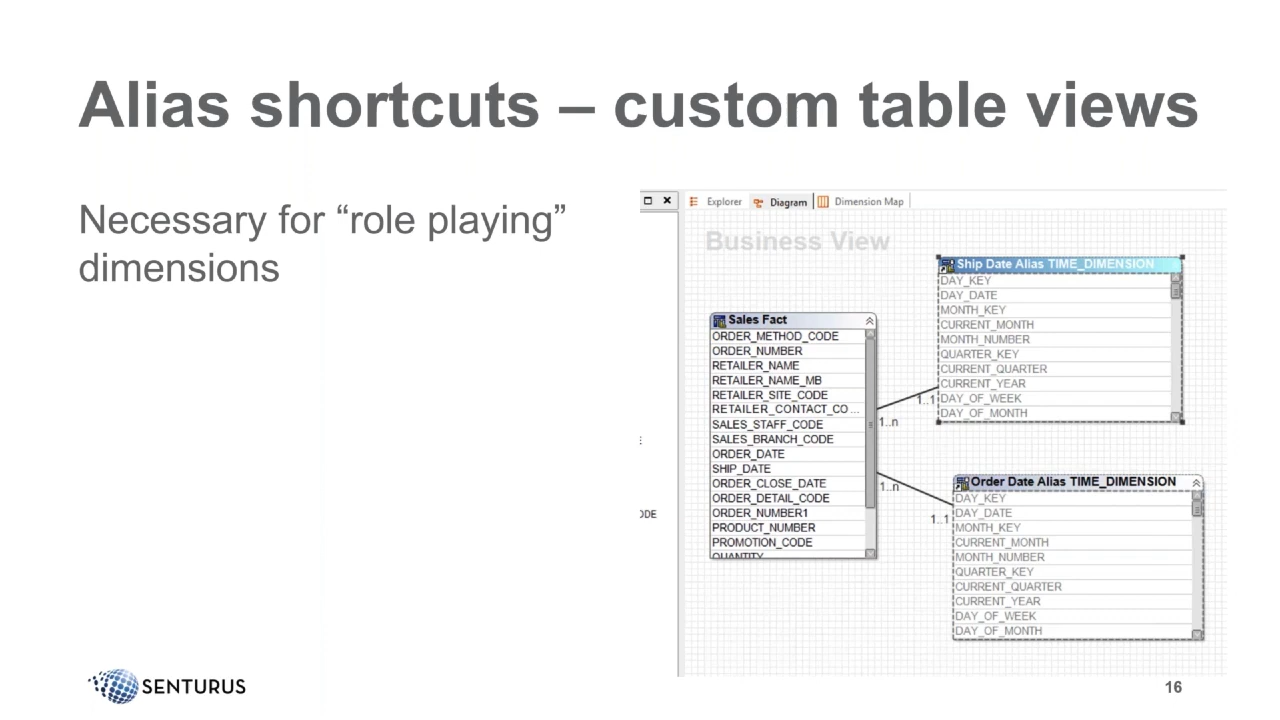 Alias shortcuts – custom table views
Necessary for “role playing”
dimensions
Explorer
Diagram
Dimension Map
Business View
Sales Fact
ORDER_METHOD_CODE
ORDER_NUMBER
RETAILER_NAME
RETAILER_NAME_MB
RETAILER_SITE_CODE
RETAILER_CONTACT_CO...
SALES_STAFF_CODE
SALES_BRANCH_CODE
ORDER_DATE
SHIP_DATE
ORDER_CLOSE_DATE
ORDER_DETAIL_CODE
ORDER_NUMBER1
PRODUCT_NUMBER
PROMOTION_CODE
QUANTITY
1..n
1..1
1..n
1..1
Ship Date Alias TIME_DIMENSION
DAY_KEY
DAY_DATE
MONTH_KEY
CURRENT_MONTH
MONTH_NUMBER
QUARTER_KEY
CURRENT_QUARTER
CURRENT_YEAR
DAY_OF_WEEK
DAY_OF_MONTH
Order Date Alias TIME_DIMENSION
DAY_KEY
DAY_DATE
MONTH_KEY
CURRENT_MONTH
MONTH_NUMBER
QUARTER_KEY
CURRENT_QUARTER
CURRENT_YEAR
DAY_OF_WEEK
DAY_OF_MONTH
SENTURUS
16